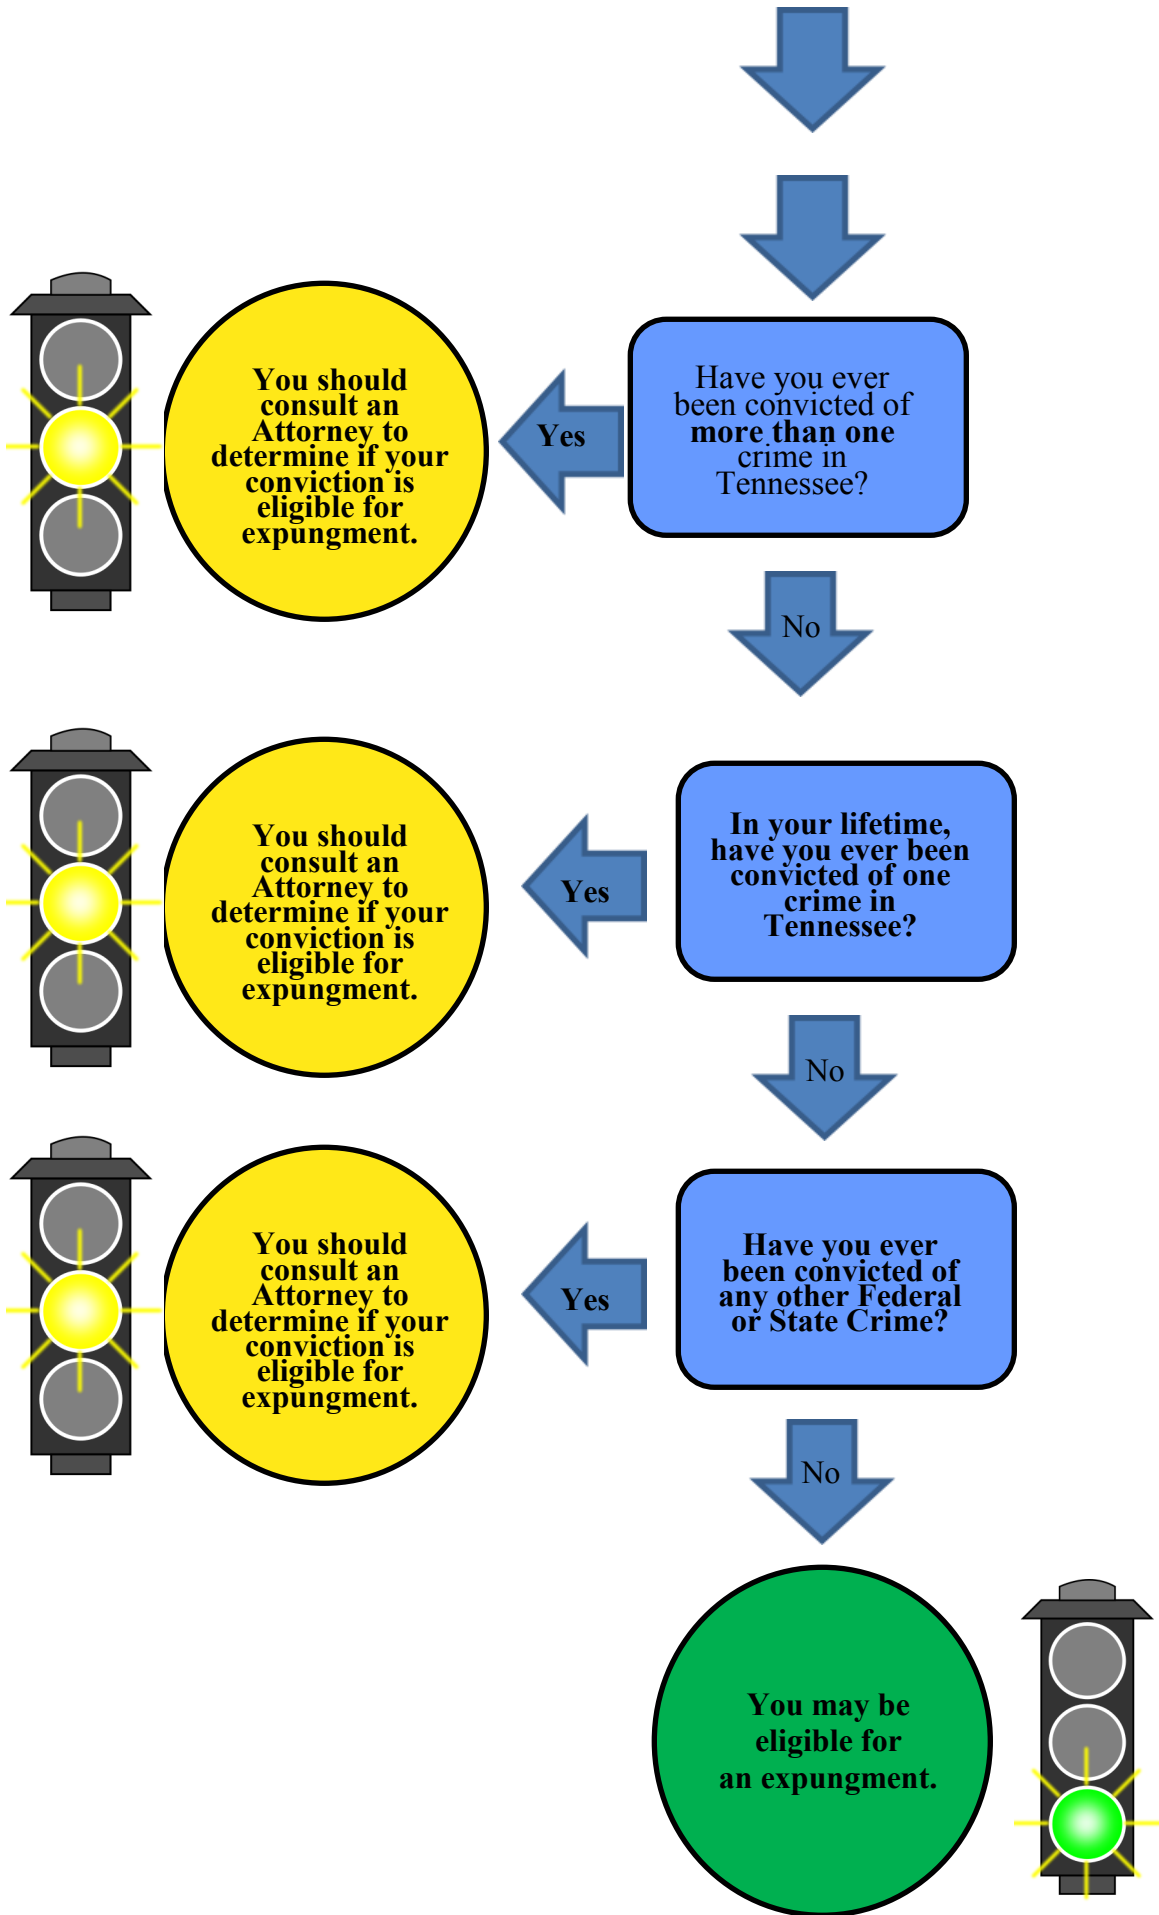 Have you ever
been convicted of
more than one
crime in
Tennessee?
Yes
You should
consult an
Attorney to
determine if your
conviction is
eligible for
expungment.
No
In your lifetime,
have you ever been
convicted of one
crime in
Tennessee?
Yes
You should
consult an
Attorney to
determine if your
conviction is
eligible for
expungment.
No
Have you ever
been convicted of
any other Federal
or State Crime?
Yes
You should
consult an
Attorney to
determine if your
conviction is
eligible for
expungment.
No
You may be
eligible for
an expungment.